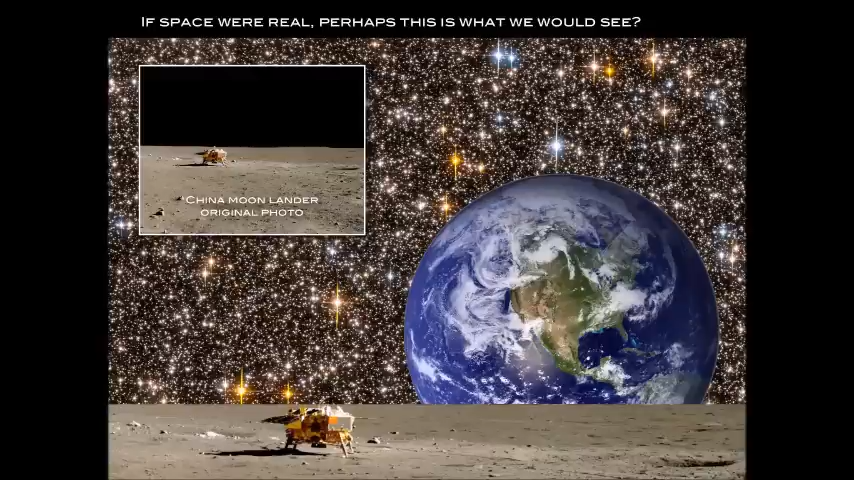 If space were real, perhaps this is what we would see?
*China moon lander
original photo